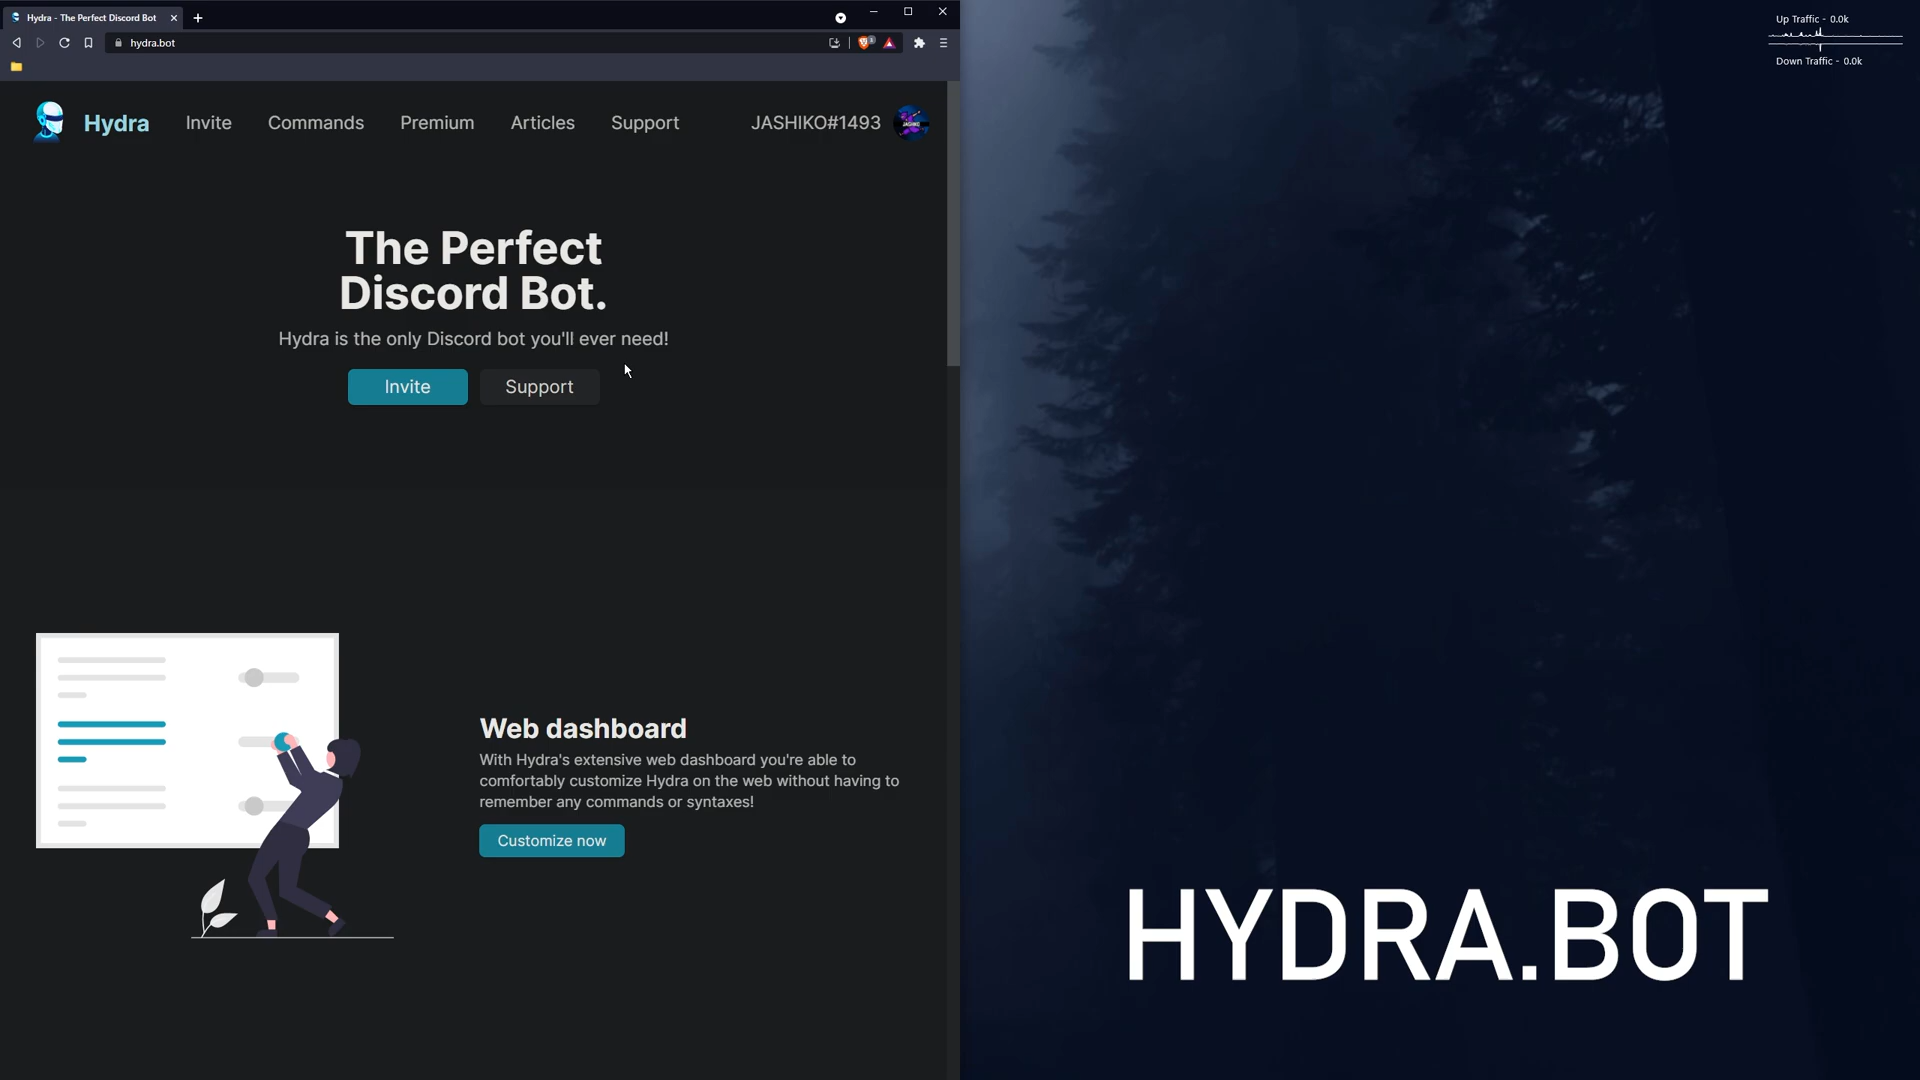 Hydra - The Perfect Discord Bot
hydra.bot
1
Hydra
Invite
Commands
Premium
Articles
Support
JASHIKO#1493
JASHIKO
The Perfect
Discord Bot.
Hydra is the only Discord bot you'll ever need!
Invite
Support
Web dashboard
With Hydra's extensive web dashboard you're able to
comfortably customize Hydra on the web without having to
remember any commands or syntaxes!
Customize now
Up Traffic - 0.0k
Down Traffic - 0.0k
HYDRA.BOT